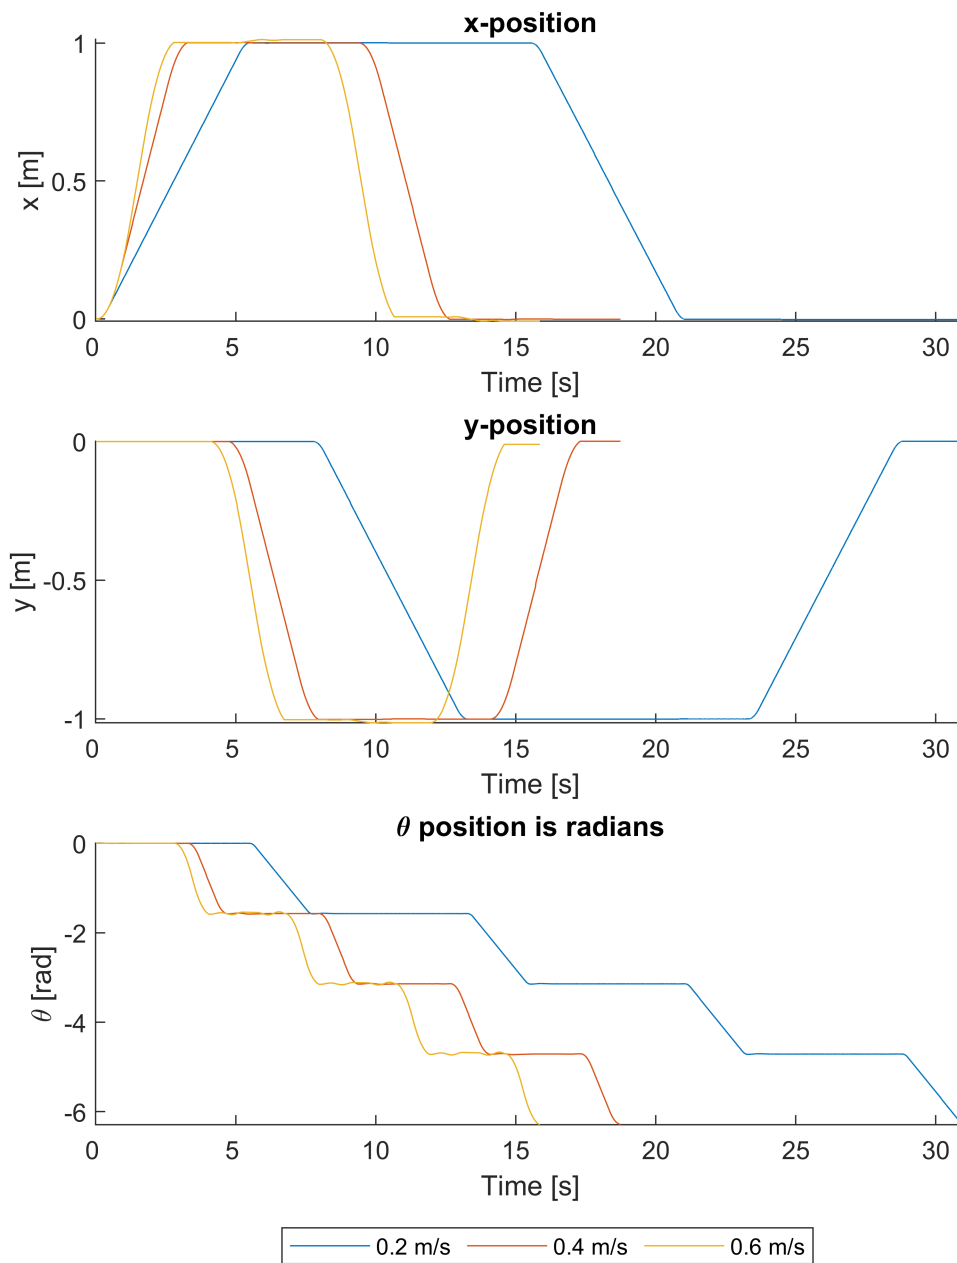 x-position
1
0.5
0
x [m]
0 5 10 15 20 25 30
Time [s]
y-position
0
-0.5
-1
y [m]
0 5 10 15 20 25 30
Time [s]
θ position is radians
0
-2
-4
-6
θ [rad]
0 5 10 15 20 25 30
Time [s]
0.2 m/s 0.4 m/s 0.6 m/s